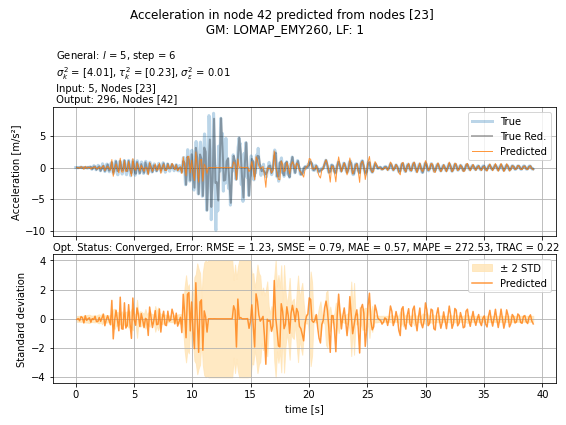 Acceleration in node 42 predicted from nodes [23]
GM: LOMAP_EMY260, LF: 1
General: l = 5, step = 6
σ²ₖ = [4.01], τ²ₖ = [0.23], σ²ε = 0.01
Input: 5, Nodes [23]
Output: 296, Nodes [42]
Acceleration [m/s²]
5
0
−5
−10
True
True Red.
Predicted
Opt. Status: Converged, Error: RMSE = 1.23, SMSE = 0.79, MAE = 0.57, MAPE = 272.53, TRAC = 0.22
Standard deviation
4
2
0
−2
−4
± 2 STD
Predicted
0 5 10 15 20 25 30 35 40
time [s]